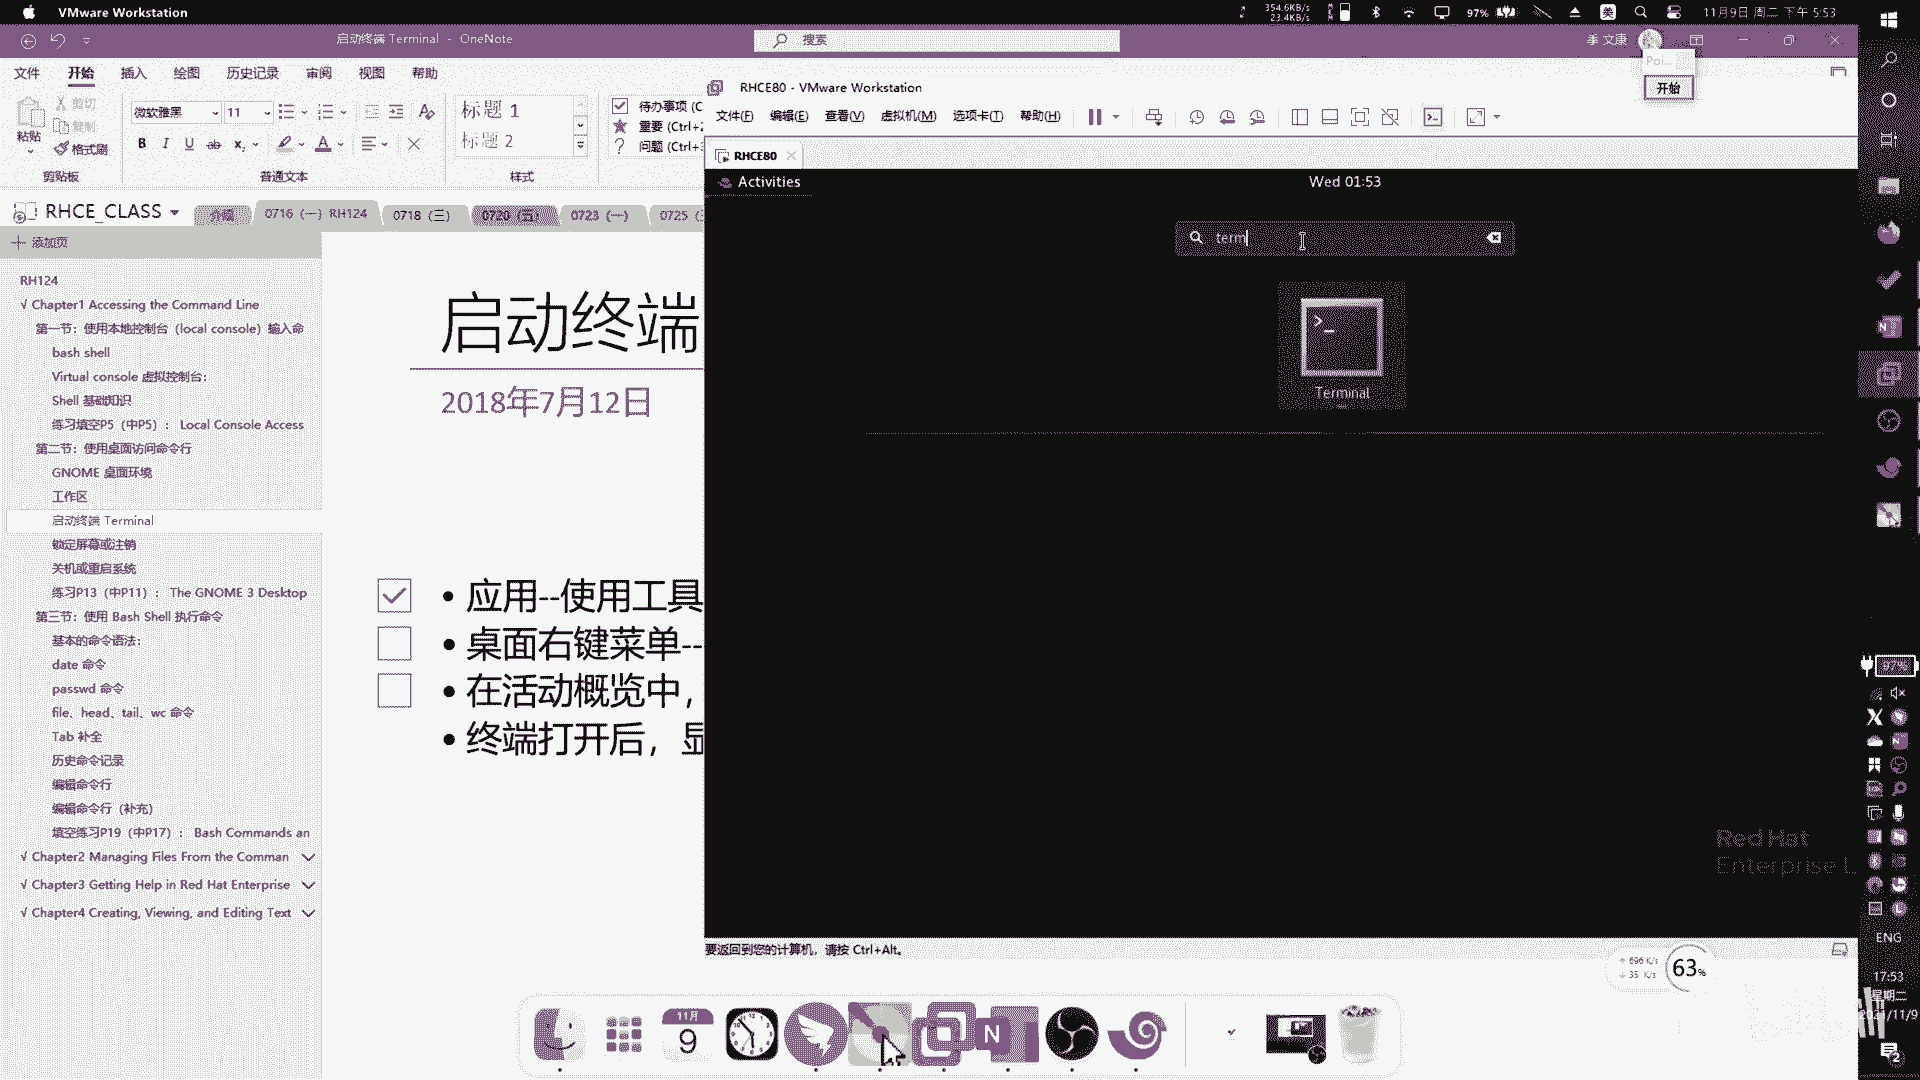 VMware Workstation
354.6KB/s
23.4KB/s
97%
美
11月9日 周二 下午 5:53
启动终端 Terminal - OneNote
搜索
季 文康
Poi...
开始
文件
开始
插入
绘图
历史记录
审阅
视图
帮助
粘贴
剪切
复制
格式刷
剪贴板
微软雅黑
11
B I U ab x
A
普通文本
标题 1
标题 2
样式
待办事项 (C
重要 (Ctrl+2
问题 (Ctrl+3
RHCE80 - VMware Workstation
文件(F)
编辑(E)
查看(V)
虚拟机(M)
选项卡(T)
帮助(H)
RHCE80
Activities
Wed 01:53
term
Terminal
Red Hat
Enterprise L
要返回到您的计算机，请按 Ctrl+Alt。
RHCE_CLASS
介绍
0716 (一) RH124
0718 (三)
0720 (五)
0723 (一)
0725 (三
添加页
RH124
√ Chapter1 Accessing the Command Line
第一节：使用本地控制台（local console）输入命
bash shell
Virtual console 虚拟控制台：
Shell 基础知识
练习填空P5（中P5）： Local Console Access
第二节：使用桌面访问命令行
GNOME 桌面环境
工作区
启动终端 Terminal
锁定屏幕或注销
关机或重启系统
练习P13（中P11）： The GNOME 3 Desktop
第三节：使用 Bash Shell 执行命令
基本的命令语法：
date 命令
passwd 命令
file、head、tail、wc 命令
Tab 补全
历史命令记录
编辑命令行
编辑命令行（补充）
填空练习P19（中P17）： Bash Commands an
√ Chapter2 Managing Files From the Comman
√ Chapter3 Getting Help in Red Hat Enterprise
√ Chapter4 Creating, Viewing, and Editing Text
启动终端
2018年7月12日
• 应用--使用工具
• 桌面右键菜单--
• 在活动概览中，
• 终端打开后，显
696 K/s
35 K/s
63%
11月
9
N
97%
ENG
17:53
星期二
2021/11/9
2